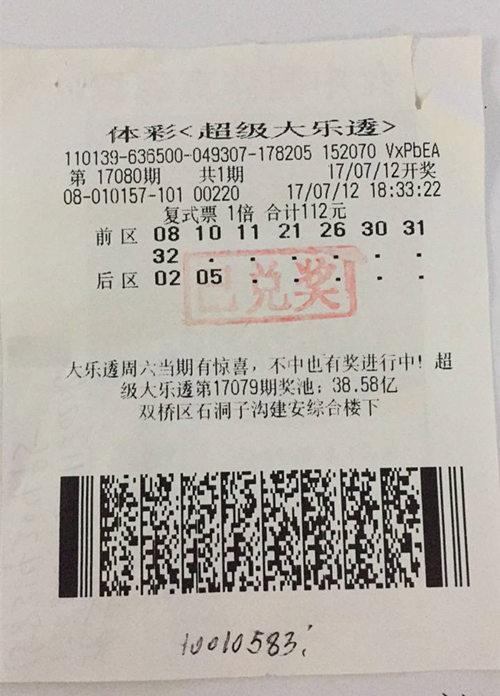 体彩<超级大乐透>
110139-636500-049307-178205 152070 VxPbEA
第 17080期 共1期 17/07/12开奖
08-010157-101 00220 17/07/12 18:33:22
复式票 1倍 合计112元
前区 08 10 11 21 26 30 31
32 . . . . . .
后区 02 05 . . . . .
已兑奖
大乐透周六当期有惊喜，不中也有奖进行中！超
级大乐透第17079期奖池：38.58亿
双桥区石洞子沟建安综合楼下
10010583